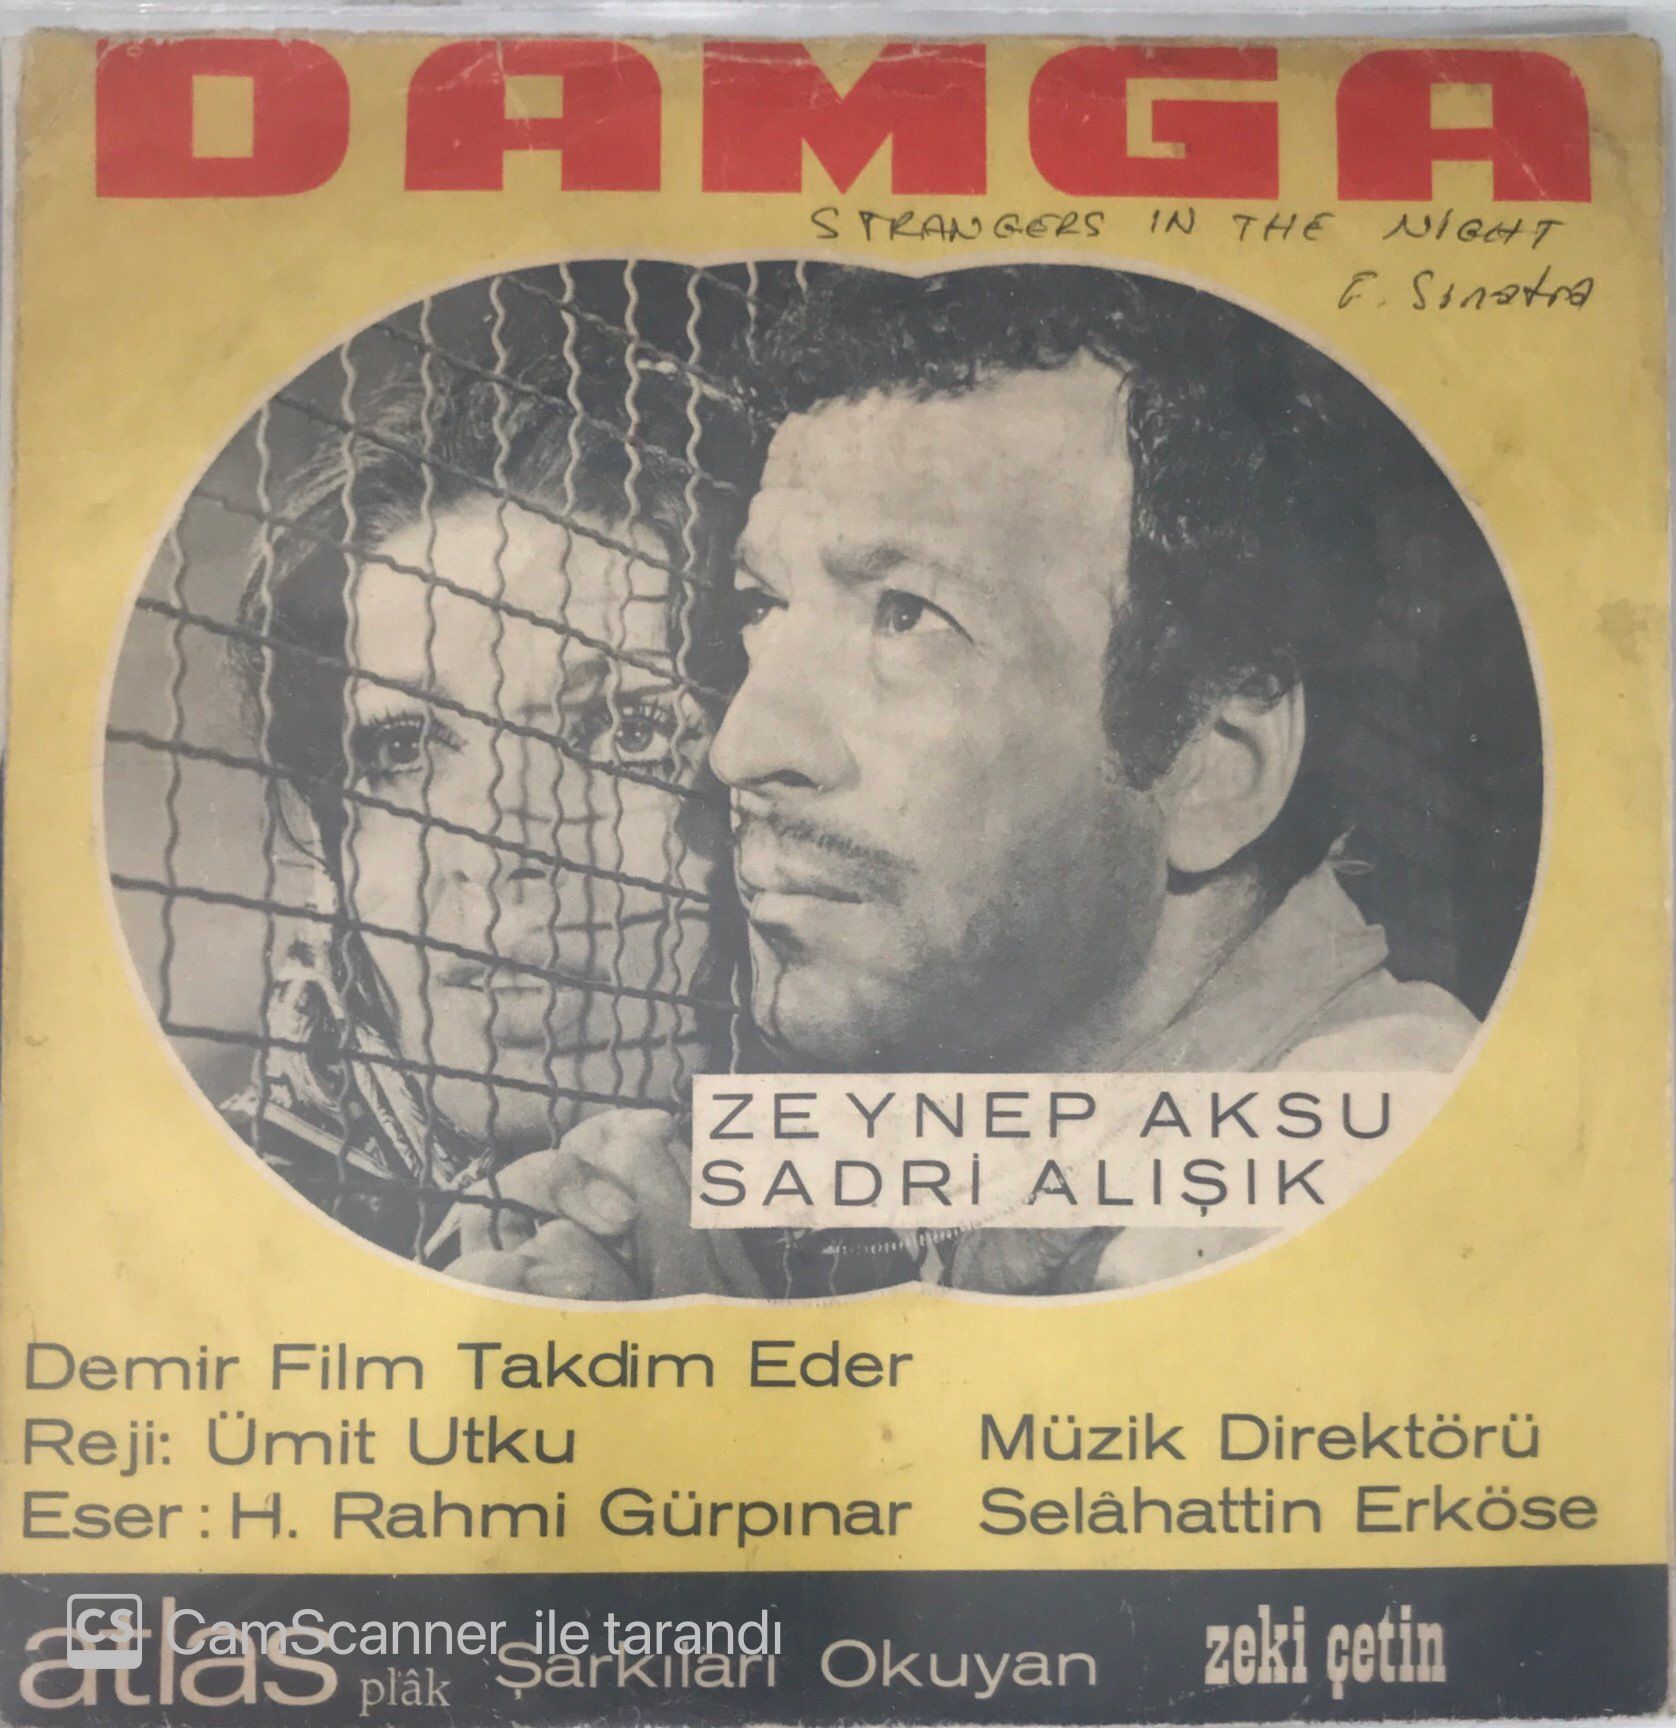 DAMGA
STRANGERS IN THE NIGHT
F. Sinatra
ZEYNEP AKSU
SADRİ ALIŞIK
Demir Film Takdim Eder
Reji: Ümit Utku
Eser: H. Rahmi Gürpınar
Müzik Direktörü
Selâhattin Erköse
atlas plâk
CS CamScanner ile tarandı
Şarkıları Okuyan zeki çetin